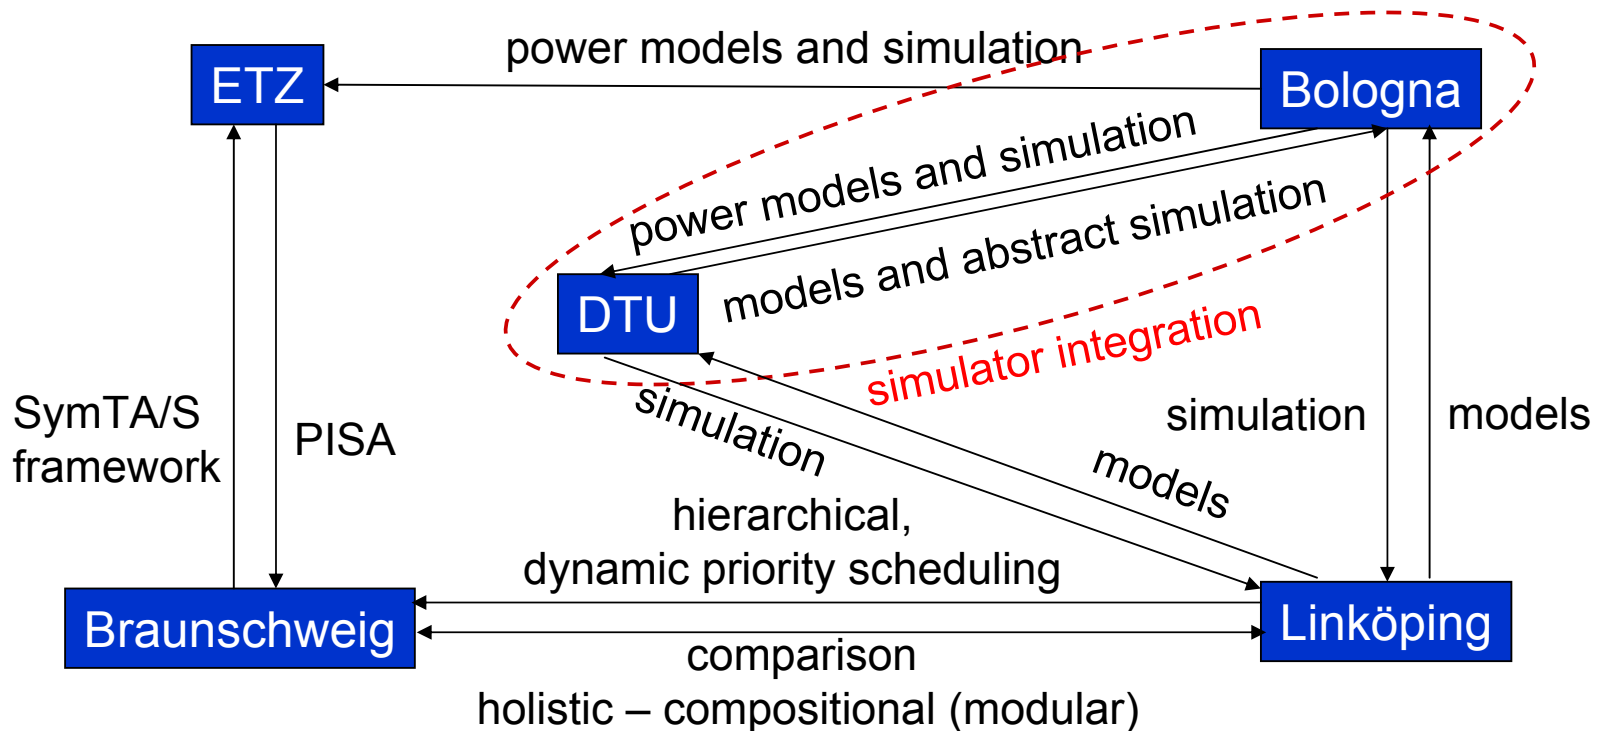 power models and simulation
ETZ
Bologna
power models and simulation
models and abstract simulation
DTU
simulator integration
SymTA/S
framework
PISA
simulation
models
simulation
models
hierarchical,
dynamic priority scheduling
Braunschweig
Linköping
comparison
holistic – compositional (modular)